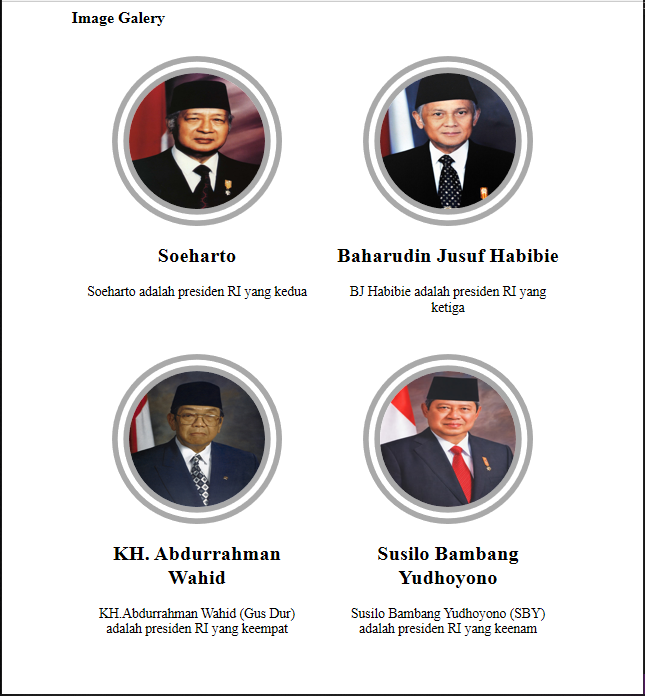 Image Galery
Soeharto
Soeharto adalah presiden RI yang kedua
Baharudin Jusuf Habibie
BJ Habibie adalah presiden RI yang
ketiga
KH. Abdurrahman
Wahid
KH.Abdurrahman Wahid (Gus Dur)
adalah presiden RI yang keempat
Susilo Bambang
Yudhoyono
Susilo Bambang Yudhoyono (SBY)
adalah presiden RI yang keenam